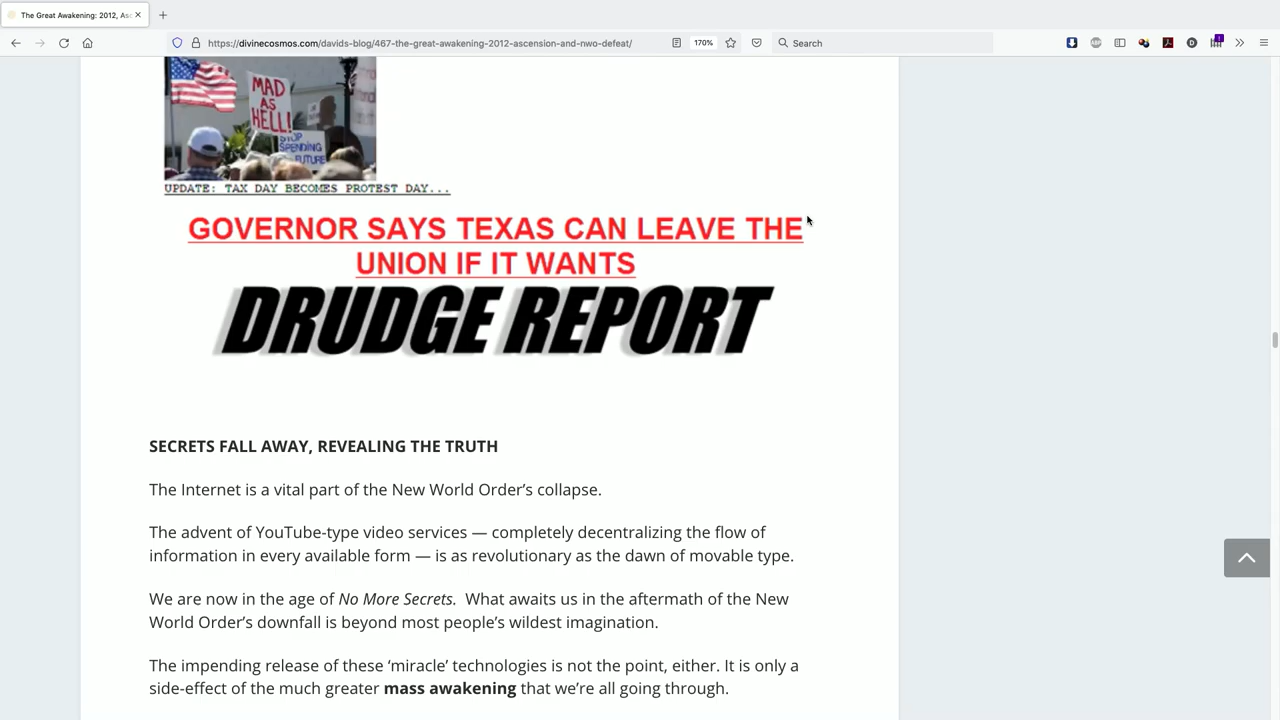 The Great Awakening: 2012, Asc
https://divinecosmos.com/davids-blog/467-the-great-awakening-2012-ascension-and-nwo-defeat/
170%
Search
MAD
AS
HELL!
STOP
SPENDING
FUTURE
UPDATE: TAX DAY BECOMES PROTEST DAY...
GOVERNOR SAYS TEXAS CAN LEAVE THE
UNION IF IT WANTS
DRUDGE REPORT
SECRETS FALL AWAY, REVEALING THE TRUTH
The Internet is a vital part of the New World Order’s collapse.
The advent of YouTube-type video services — completely decentralizing the flow of
information in every available form — is as revolutionary as the dawn of movable type.
We are now in the age of No More Secrets.  What awaits us in the aftermath of the New
World Order’s downfall is beyond most people’s wildest imagination.
The impending release of these ‘miracle’ technologies is not the point, either. It is only a
side-effect of the much greater mass awakening that we’re all going through.